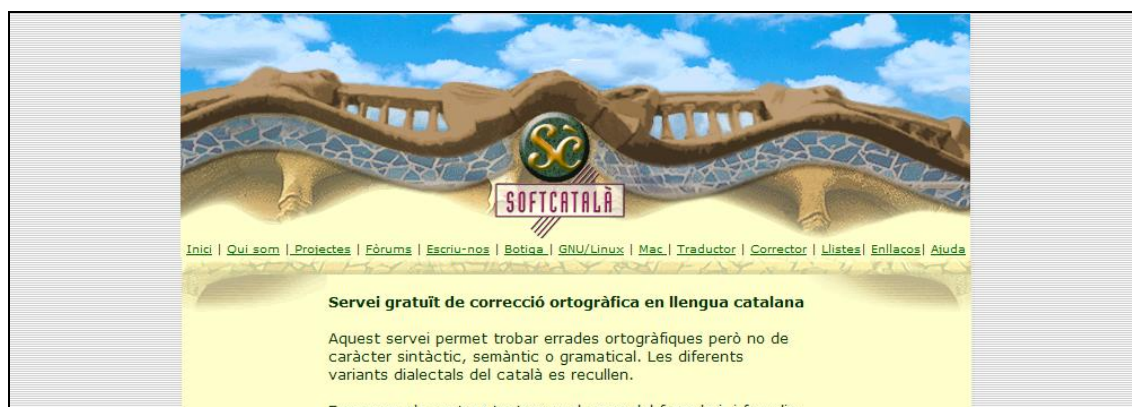 Sc
SOFTCATALÀ
Inici | Qui som | Projectes | Fòrums | Escriu-nos | Botiga | GNU/Linux | Mac | Traductor | Corrector | Llistes| Enllaços| Ajuda
Servei gratuït de correcció ortogràfica en llengua catalana
Aquest servei permet trobar errades ortogràfiques però no de
caràcter sintàctic, semàntic o gramatical. Les diferents
variants dialectals del català es recullen.